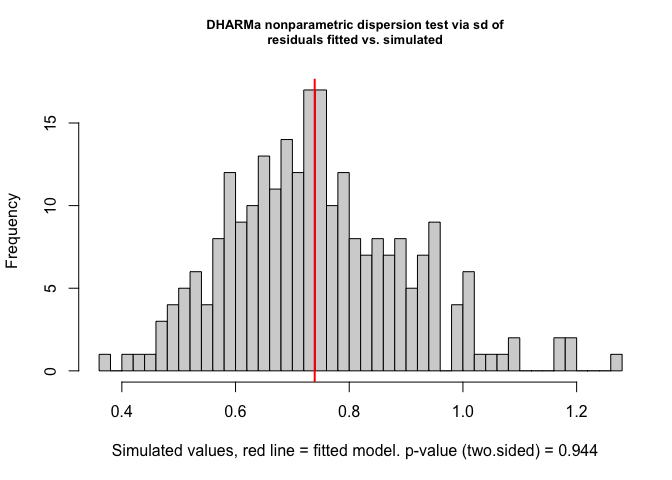 DHARMa nonparametric dispersion test via sd of
residuals fitted vs. simulated
Frequency
15
10
5
0
0.4 0.6 0.8 1.0 1.2
Simulated values, red line = fitted model. p-value (two.sided) = 0.944